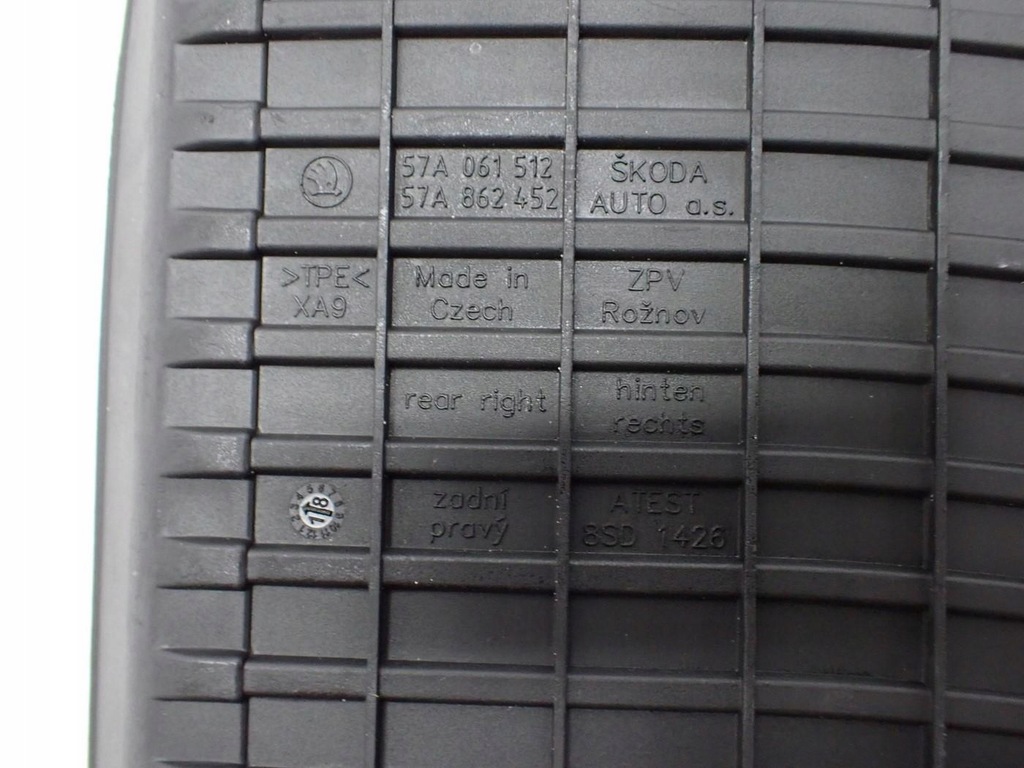 57A 061 512
57A 862 452
ŠKODA
AUTO a.s.
>TPE<
XA9
Made in
Czech
ZPV
Rožnov
rear right
hinten
rechts
18
zadní
pravý
ATEST
8SD 1426